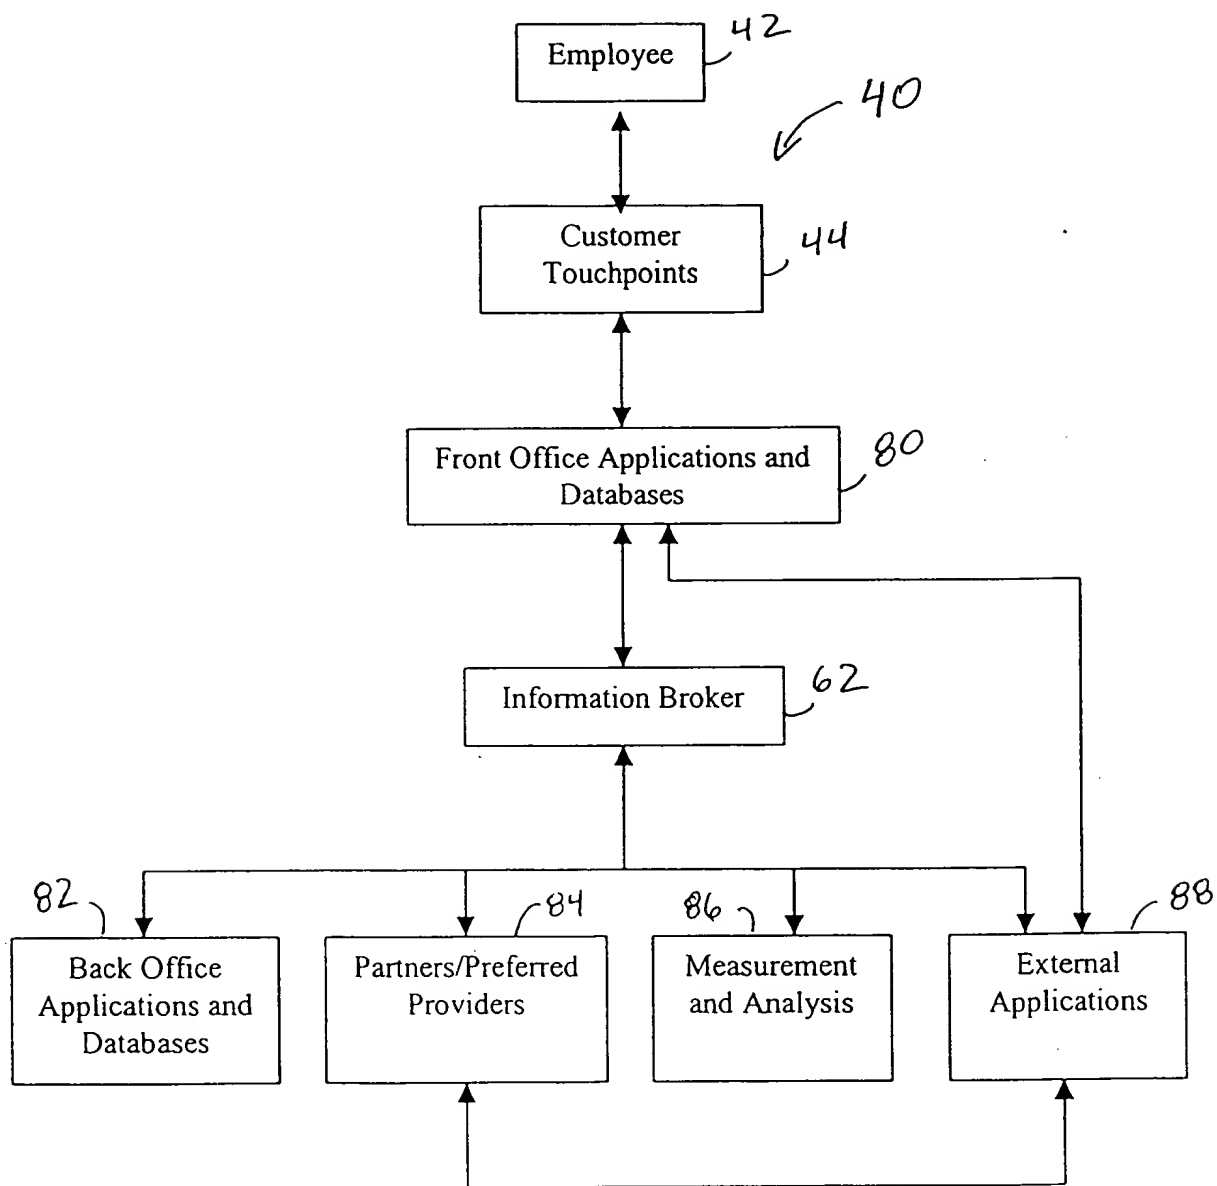 42
Employee
40
Customer
Touchpoints
44
Front Office Applications and
Databases
80
Information Broker
62
82
84
86
88
Back Office
Applications and
Databases
Partners/Preferred
Providers
Measurement
and Analysis
External
Applications